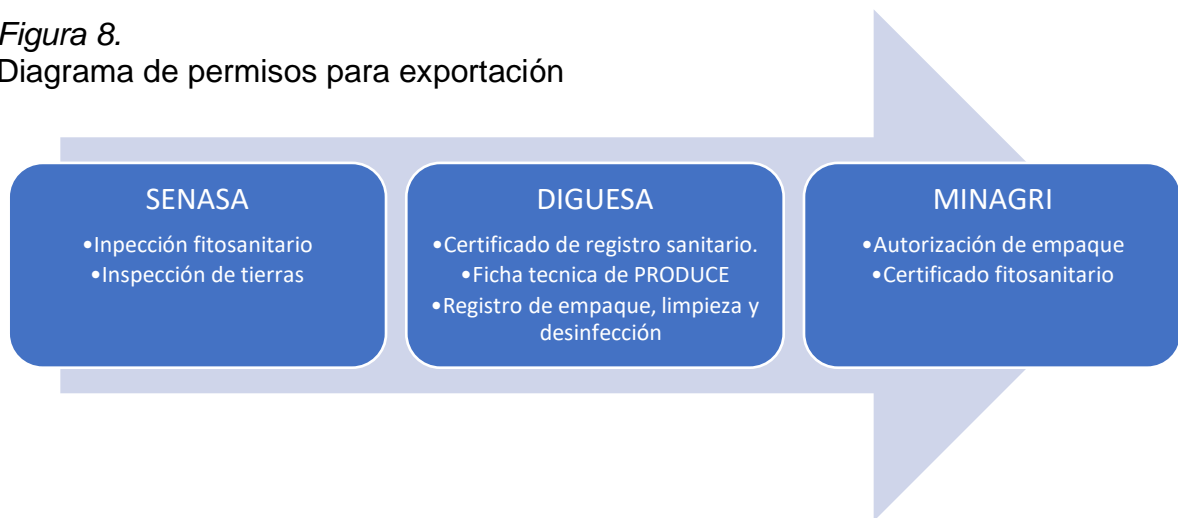 Figura 8.
Diagrama de permisos para exportación
SENASA
•Inpección fitosanitario
•Inspección de tierras
DIGUESA
•Certificado de registro sanitario.
•Ficha tecnica de PRODUCE
•Registro de empaque, limpieza y
desinfección
MINAGRI
•Autorización de empaque
•Certificado fitosanitario